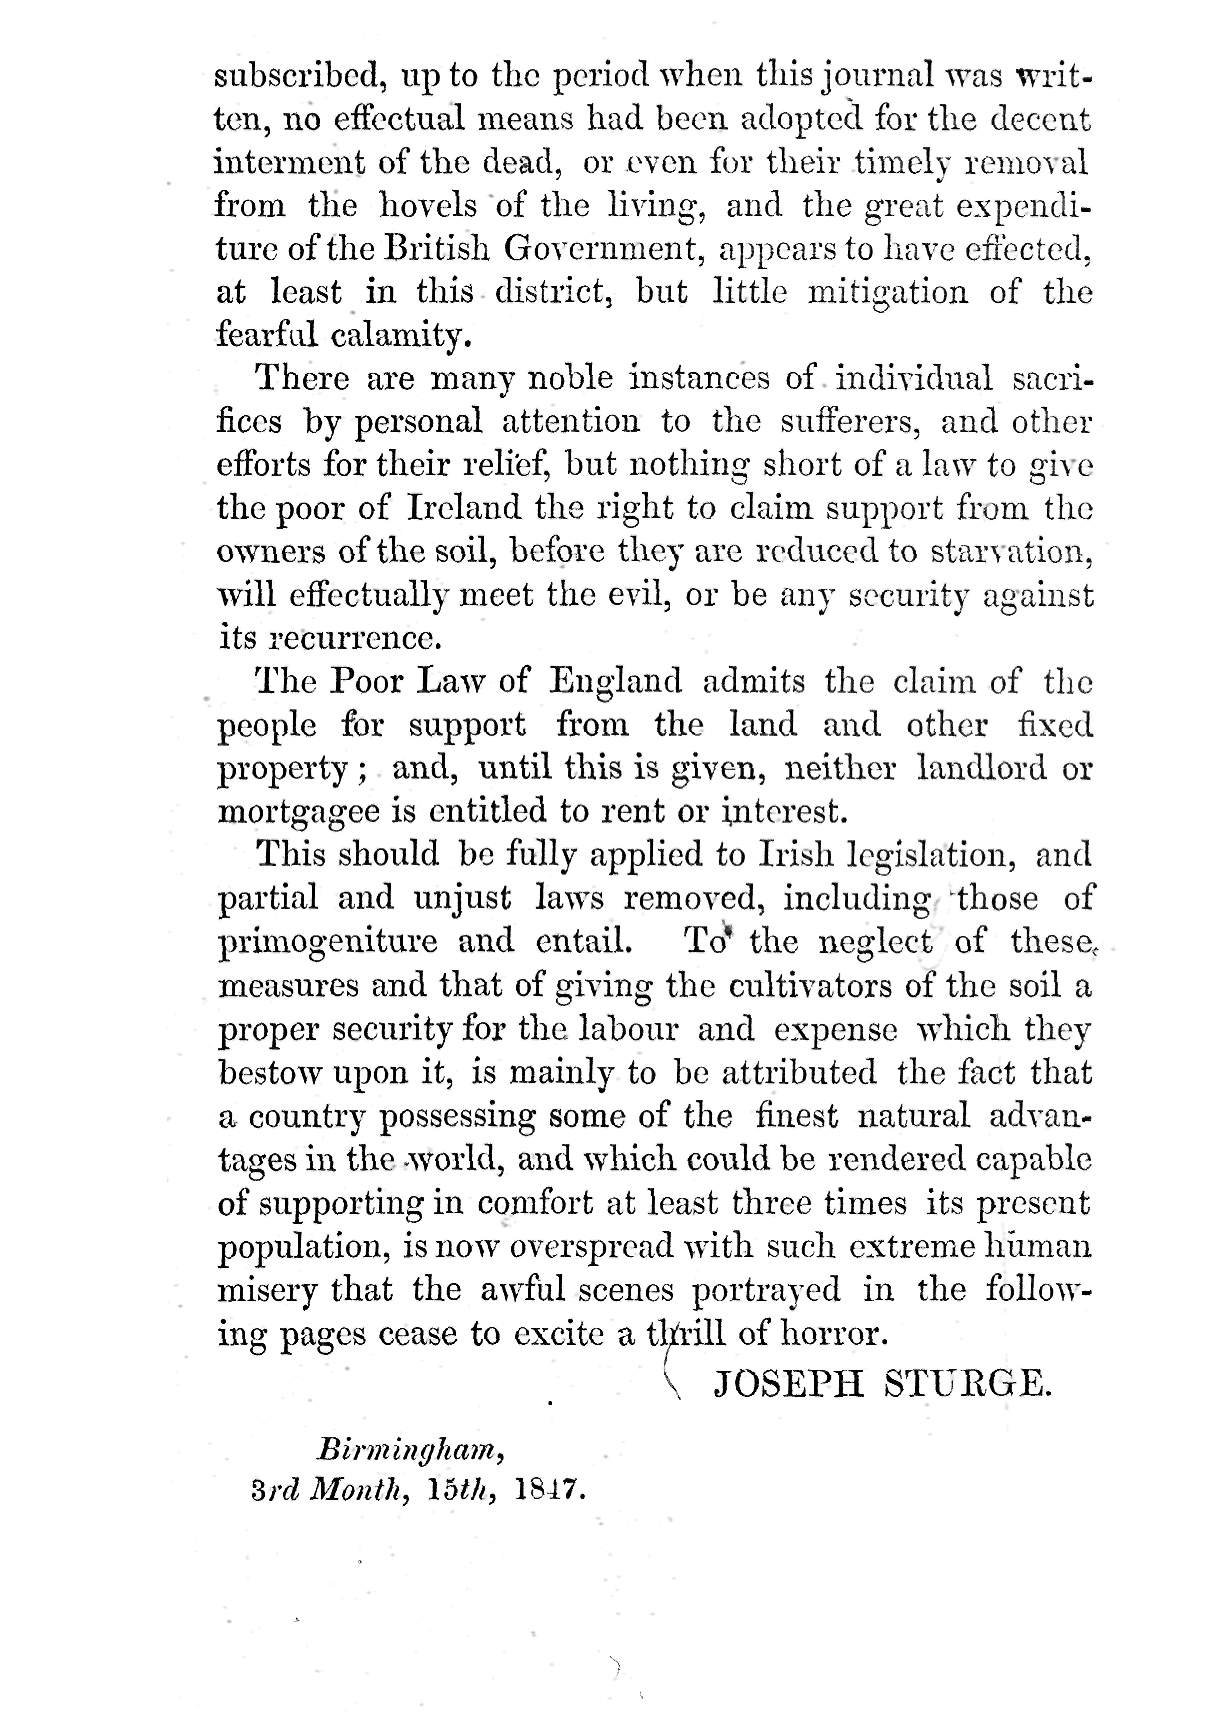 subscribed, up to the period when this journal was writ-
ten, no effectual means had been adopted for the decent
interment of the dead, or even for their timely removal
from the hovels of the living, and the great expendi-
ture of the British Government, appears to have effected,
at least in this district, but little mitigation of the
fearful calamity.
There are many noble instances of individual sacri-
fices by personal attention to the sufferers, and other
efforts for their relief, but nothing short of a law to give
the poor of Ireland the right to claim support from the
owners of the soil, before they are reduced to starvation,
will effectually meet the evil, or be any security against
its recurrence.
The Poor Law of England admits the claim of the
people for support from the land and other fixed
property; and, until this is given, neither landlord or
mortgagee is entitled to rent or interest.
This should be fully applied to Irish legislation, and
partial and unjust laws removed, including those of
primogeniture and entail. To the neglect of these
measures and that of giving the cultivators of the soil a
proper security for the labour and expense which they
bestow upon it, is mainly to be attributed the fact that
a country possessing some of the finest natural advan-
tages in the world, and which could be rendered capable
of supporting in comfort at least three times its present
population, is now overspread with such extreme human
misery that the awful scenes portrayed in the follow-
ing pages cease to excite a thrill of horror.
JOSEPH STURGE.
Birmingham,
3rd Month, 15th, 1847.